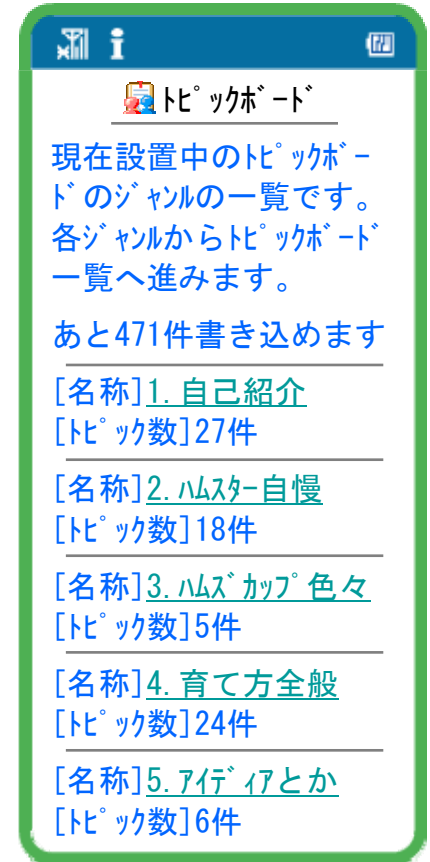 ﾄﾋﾟｯｸﾎﾞｰﾄﾞ
現在設置中のﾄﾋﾟｯｸﾎﾞｰ
ﾄﾞのｼﾞｬﾝﾙの一覧です。
各ｼﾞｬﾝﾙからﾄﾋﾟｯｸﾎﾞｰﾄﾞ
一覧へ進みます。
あと471件書き込めます
[名称]1.自己紹介
[ﾄﾋﾟｯｸ数]27件
[名称]2.ﾊﾑｽﾀｰ自慢
[ﾄﾋﾟｯｸ数]18件
[名称]3.ﾊﾑｽﾞｶｯﾌﾟ色々
[ﾄﾋﾟｯｸ数]5件
[名称]4.育て方全般
[ﾄﾋﾟｯｸ数]24件
[名称]5.ｱｲﾃﾞｨｱとか
[ﾄﾋﾟｯｸ数]6件